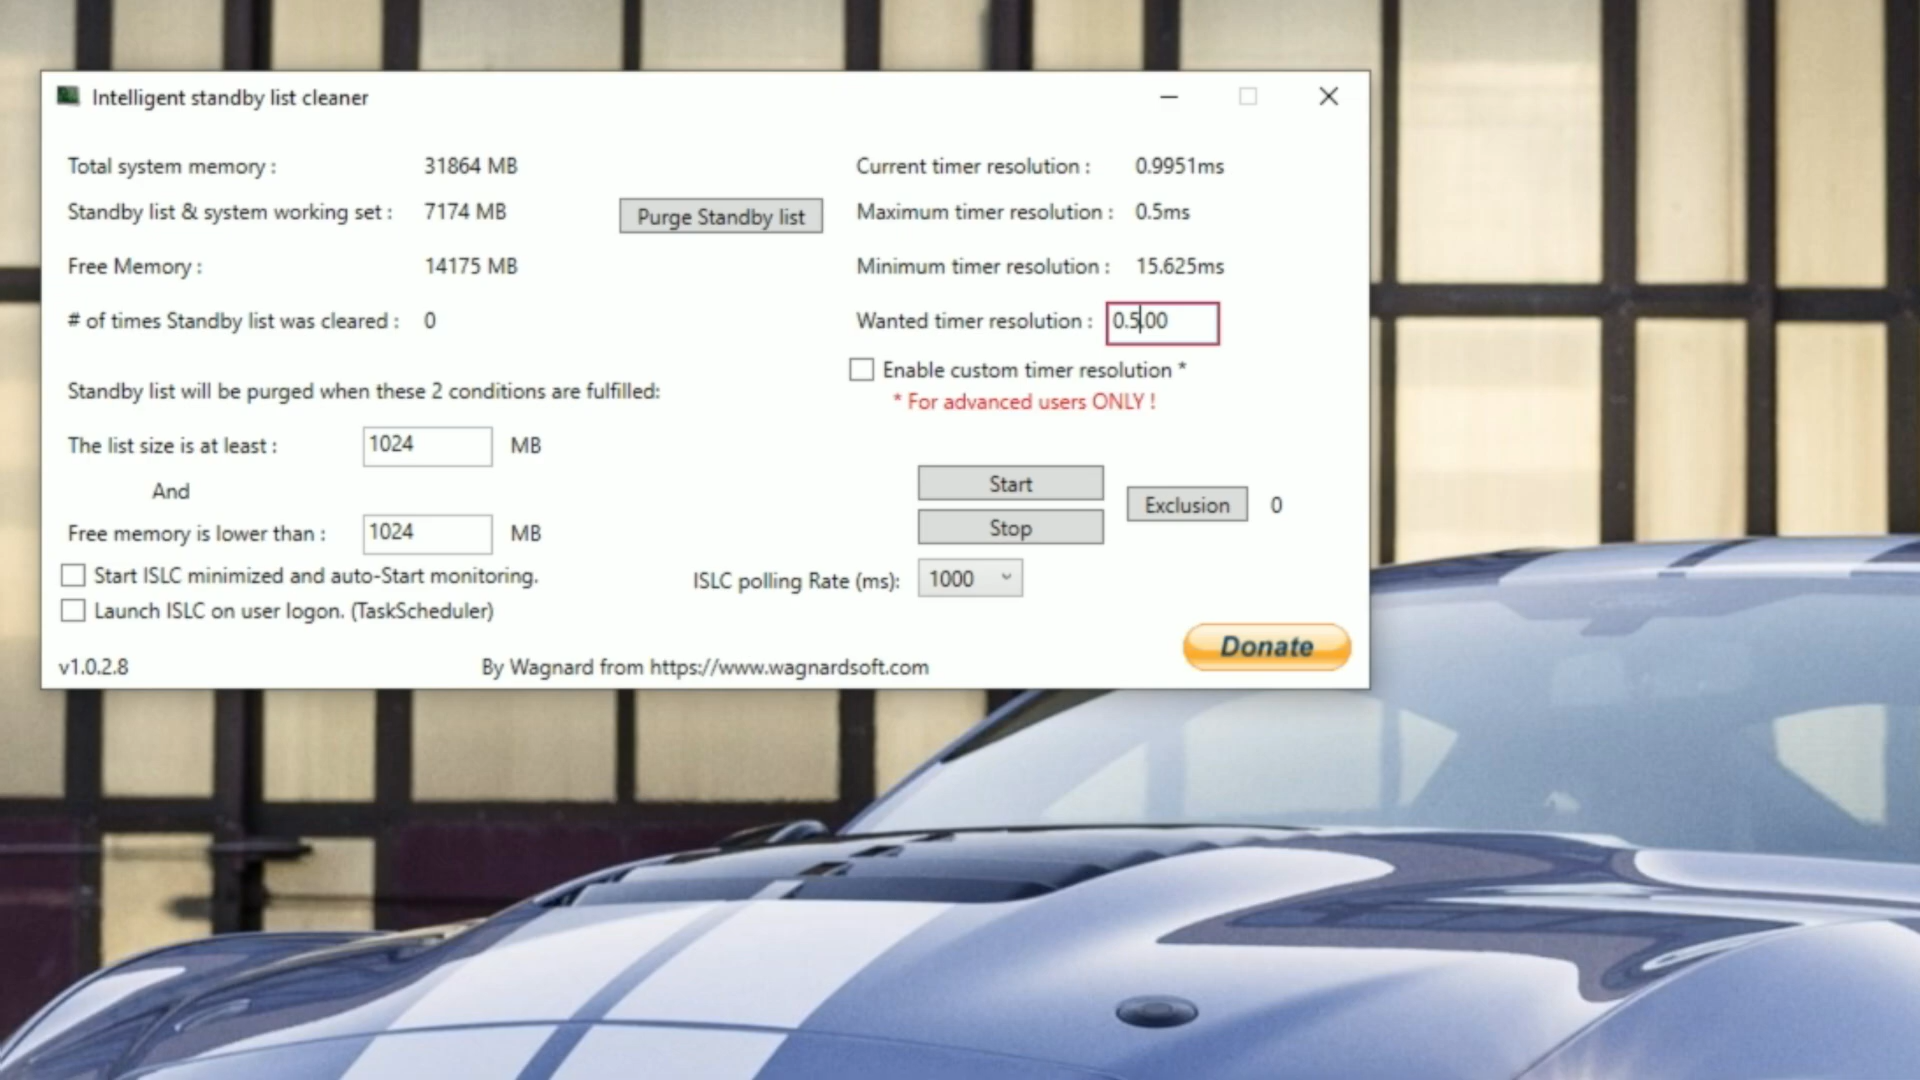 Intelligent standby list cleaner
Total system memory : 31864 MB
Standby list & system working set : 7174 MB
Purge Standby list
Free Memory : 14175 MB
# of times Standby list was cleared : 0
Current timer resolution : 0.9951ms
Maximum timer resolution : 0.5ms
Minimum timer resolution : 15.625ms
Wanted timer resolution : 0.5.00
Enable custom timer resolution *
* For advanced users ONLY !
Standby list will be purged when these 2 conditions are fulfilled:
The list size is at least : 1024 MB
And
Free memory is lower than : 1024 MB
Start ISLC minimized and auto-Start monitoring.
Launch ISLC on user logon. (TaskScheduler)
Start
Stop
Exclusion 0
ISLC polling Rate (ms): 1000
Donate
v1.0.2.8
By Wagnard from https://www.wagnardsoft.com